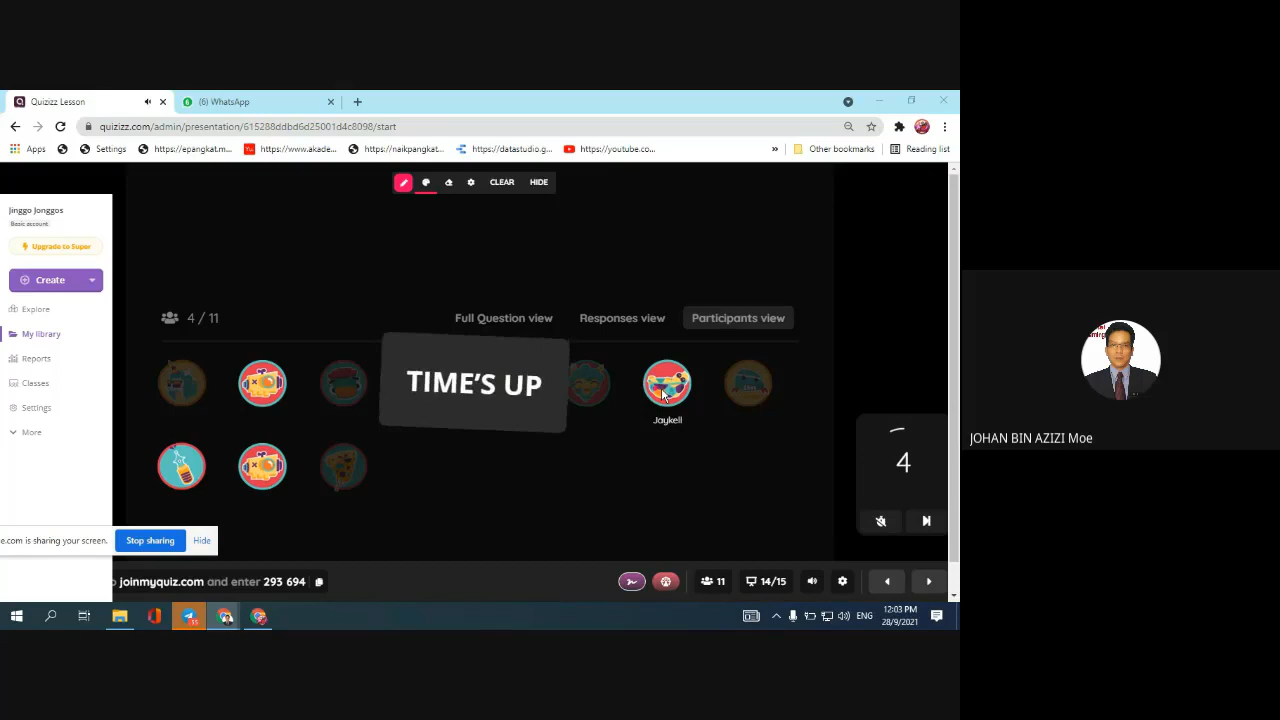 Quizizz Lesson
(6) WhatsApp
quizizz.com/admin/presentation/615288ddbd6d25001d4c8098/start
Apps
Settings
https://epangkat.m...
https://www.akade...
https://naikpangkat...
https://datastudio.g...
https://youtube.co...
»
Other bookmarks
Reading list
CLEAR
HIDE
Jinggo Jonggos
Basic account
Upgrade to Super
Create
Explore
My library
Reports
Classes
Settings
More
4 / 11
Full Question view
Responses view
Participants view
TIME'S UP
Jaykell
4
e.com is sharing your screen.
Stop sharing
Hide
joinmyquiz.com and enter 293 694
11
14/15
ENG
12:03 PM
28/9/2021
JOHAN BIN AZIZI Moe